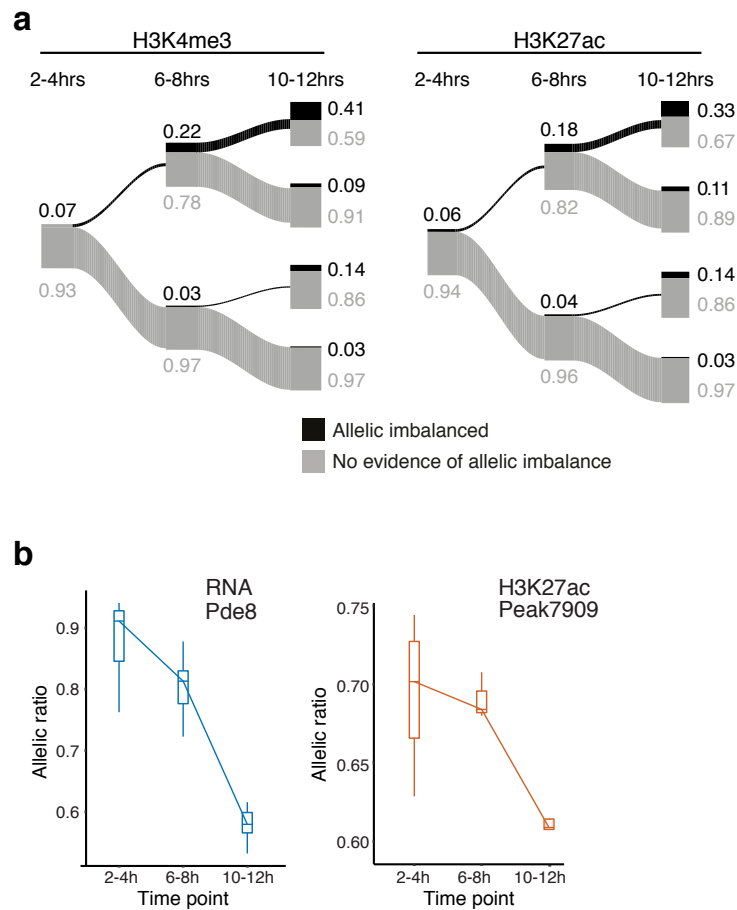 a
H3K4me3
H3K27ac
2-4hrs
6-8hrs
10-12hrs
2-4hrs
6-8hrs
10-12hrs
0.41
0.59
0.22
0.78
0.09
0.91
0.07
0.93
0.14
0.86
0.03
0.97
0.03
0.97
0.33
0.67
0.18
0.82
0.11
0.89
0.06
0.94
0.14
0.86
0.04
0.96
0.03
0.97
Allelic imbalanced
No evidence of allelic imbalance
b
RNA
Pde8
Allelic ratio
0.9
0.8
0.7
0.6
2-4h
6-8h
10-12h
Time point
H3K27ac
Peak7909
Allelic ratio
0.75
0.70
0.65
0.60
2-4h
6-8h
10-12h
Time point